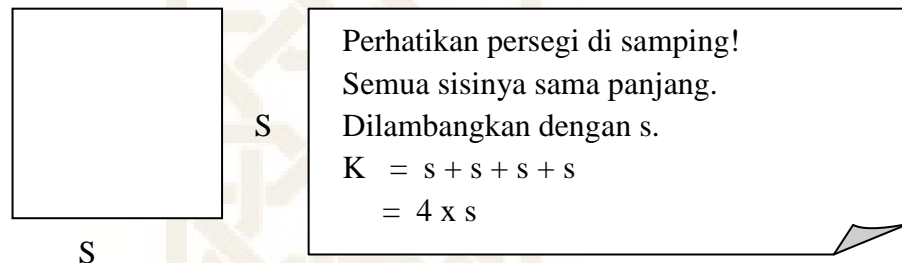 Perhatikan persegi di samping!
Semua sisinya sama panjang.
Dilambangkan dengan s.
K = s + s + s + s
= 4 x s
S
S